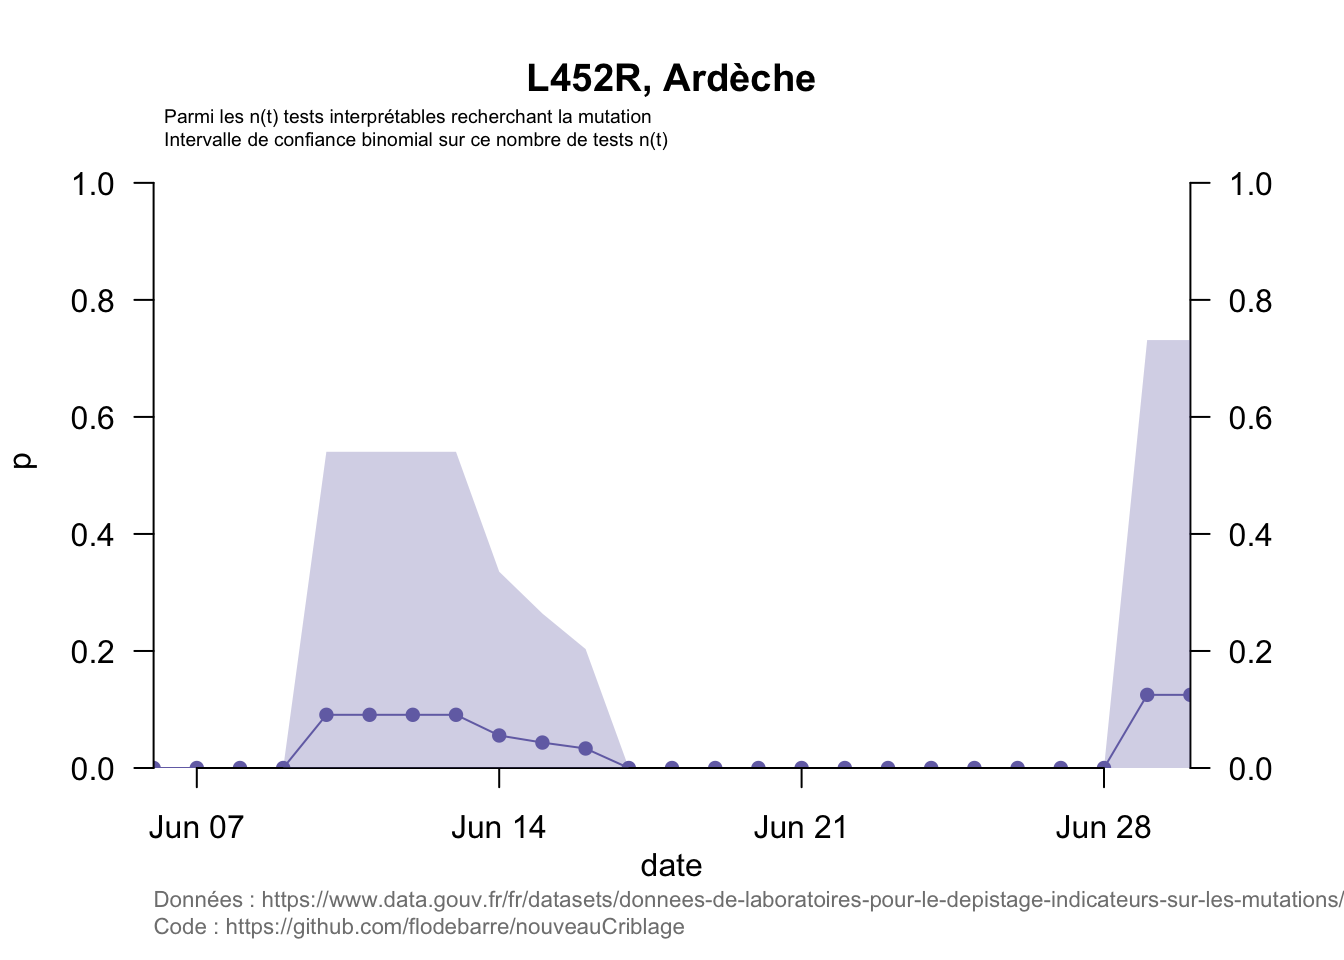 L452R, Ardèche
Parmi les n(t) tests interprétables recherchant la mutation
Intervalle de confiance binomial sur ce nombre de tests n(t)
1.0 1.0
0.8 0.8
0.6 0.6
p
0.4 0.4
0.2 0.2
0.0 0.0
Jun 07 Jun 14 Jun 21 Jun 28
date
Données : https://www.data.gouv.fr/fr/datasets/donnees-de-laboratoires-pour-le-depistage-indicateurs-sur-les-mutations/
Code : https://github.com/flodebarre/nouveauCriblage